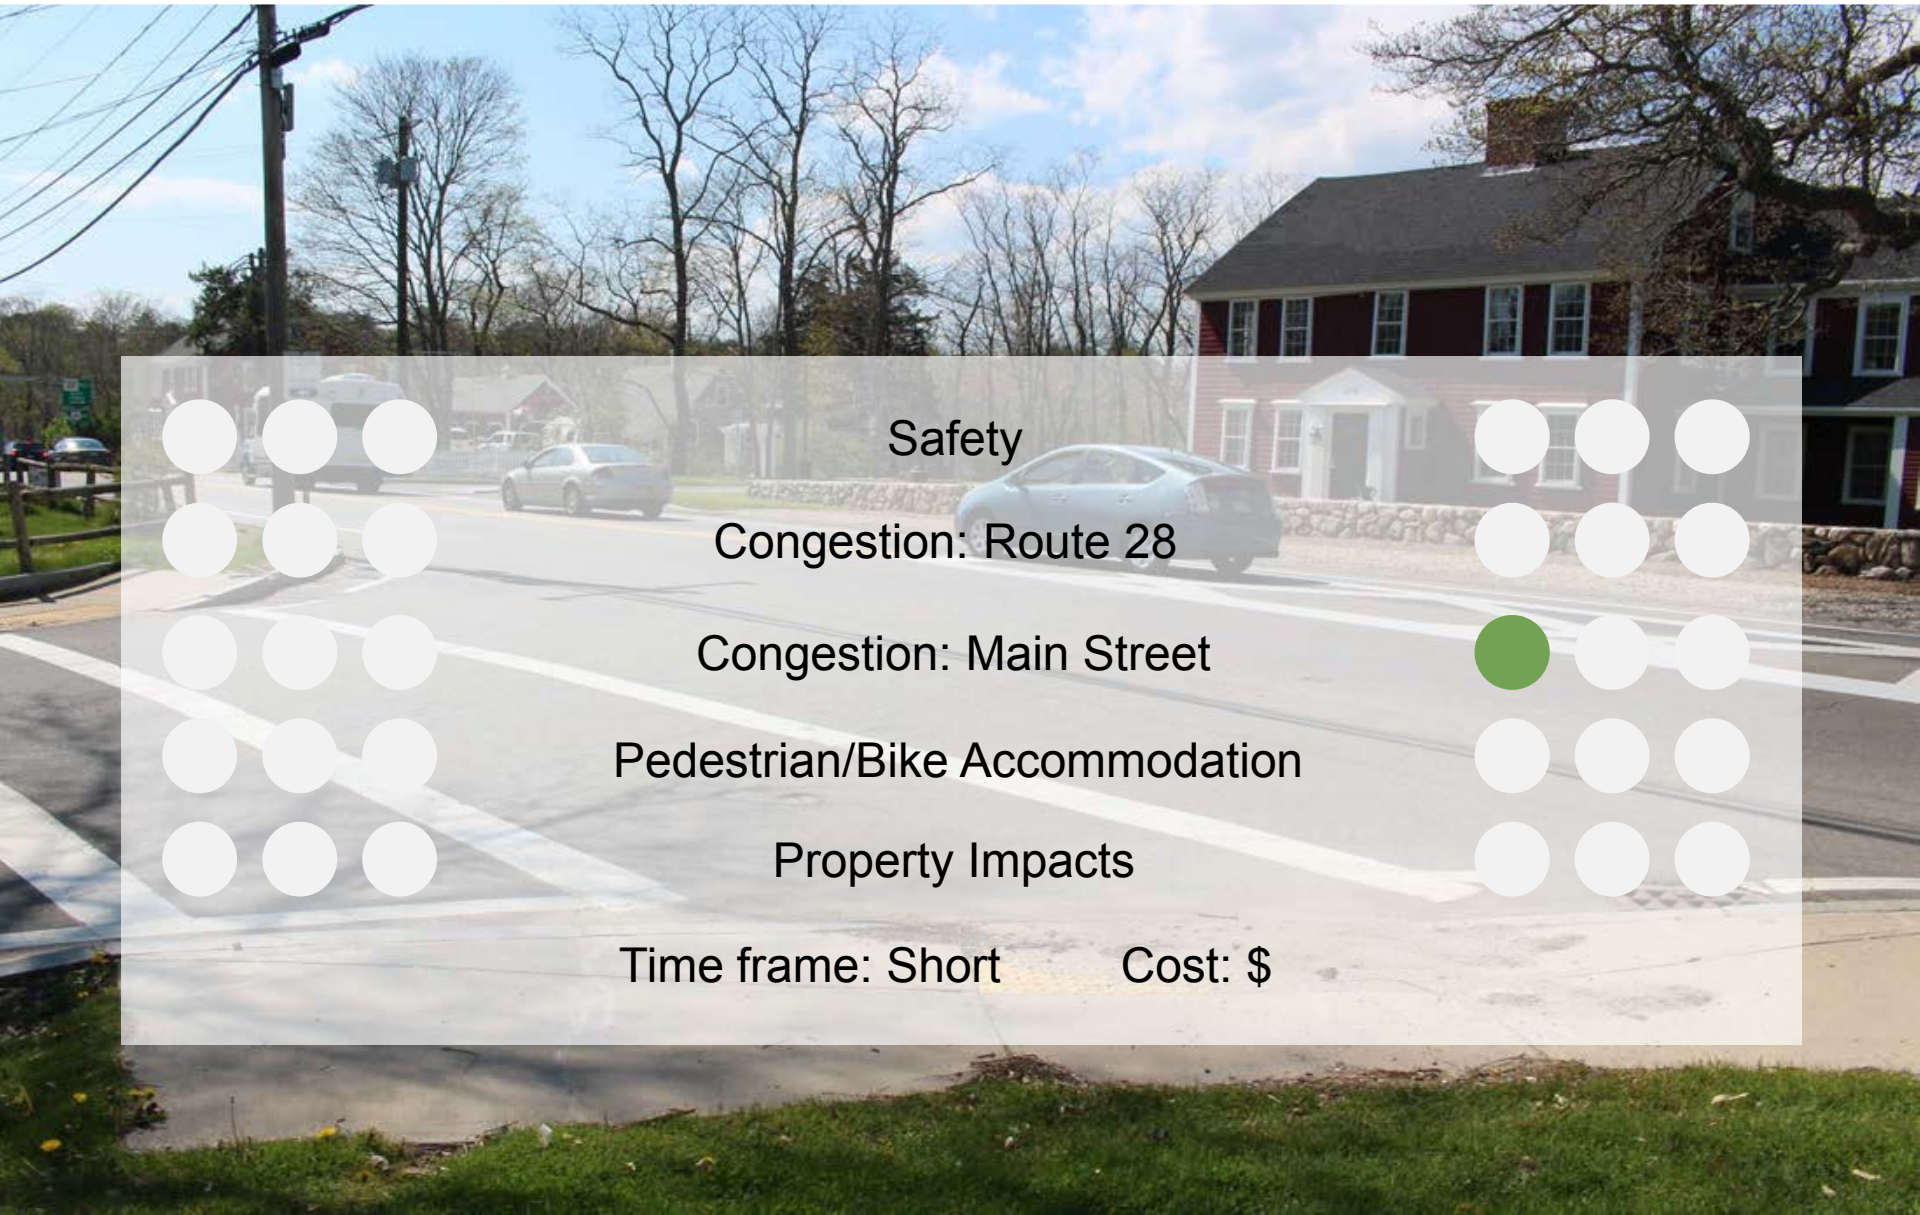 Safety
Congestion: Route 28
Congestion: Main Street
Pedestrian/Bike Accommodation
Property Impacts
Time frame: Short Cost: $